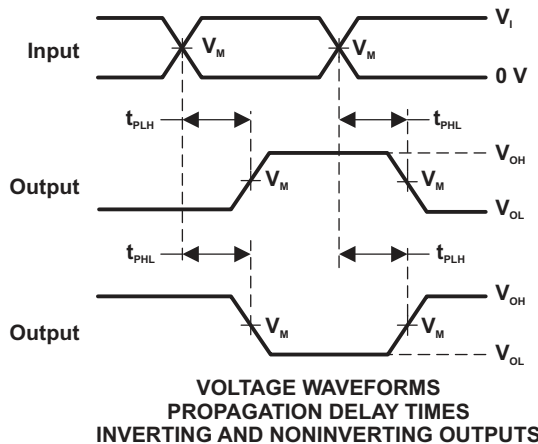 V_I
Input
V_M
V_M
0 V
t_PLH
t_PHL
V_OH
Output
V_M
V_M
V_OL
t_PHL
t_PLH
V_OH
Output
V_M
V_M
V_OL
VOLTAGE WAVEFORMS
PROPAGATION DELAY TIMES
INVERTING AND NONINVERTING OUTPUTS